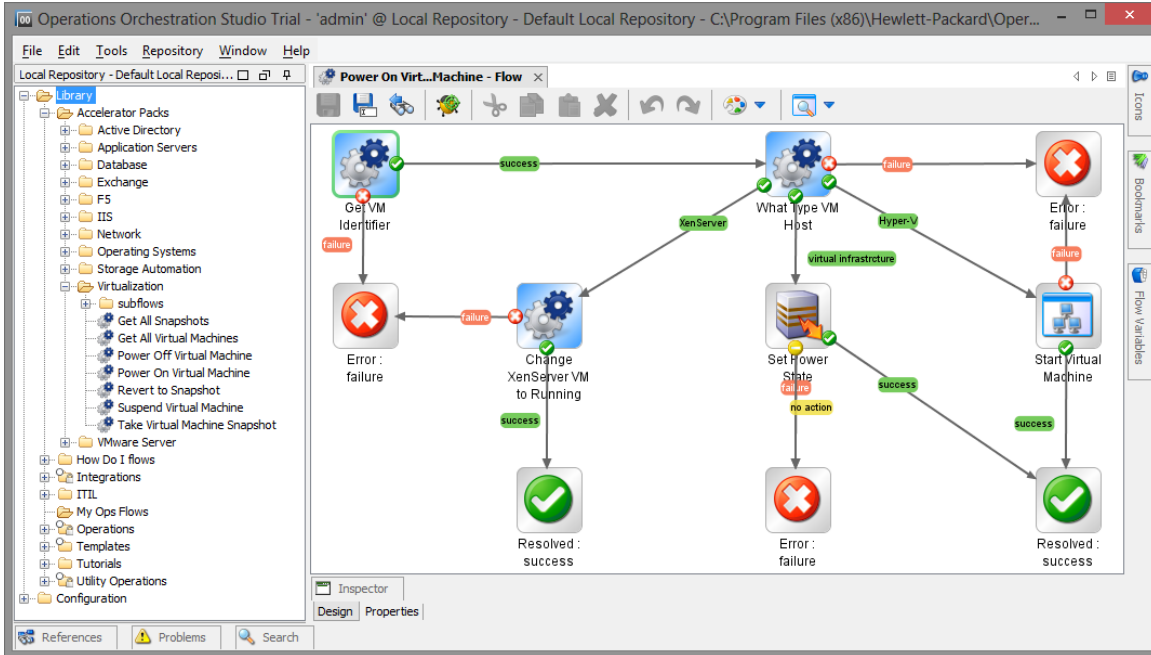 Operations Orchestration Studio Trial - 'admin' @ Local Repository - Default Local Repository - C:\Program Files (x86)\Hewlett-Packard\Oper...
File Edit Tools Repository Window Help
Local Repository - Default Local Reposi...
Library
Accelerator Packs
Active Directory
Application Servers
Database
Exchange
F5
IIS
Network
Operating Systems
Storage Automation
Virtualization
subflows
Get All Snapshots
Get All Virtual Machines
Power Off Virtual Machine
Power On Virtual Machine
Revert to Snapshot
Suspend Virtual Machine
Take Virtual Machine Snapshot
VMware Server
How Do I flows
Integrations
ITIL
My Ops Flows
Operations
Templates
Tutorials
Utility Operations
Configuration
References Problems Search
Power On Virt...Machine - Flow
success
failure
Get VM
Identifier
What Type VM
Host
Error :
failure
failure
XenServer
Hyper-V
virtual infrastrcture
failure
failure
Error :
failure
Change
XenServer VM
to Running
Set Power
State
Start Virtual
Machine
failure
no action
success
success
success
Resolved :
success
Error :
failure
Resolved :
success
Inspector
Design Properties
Icons
Bookmarks
Flow Variables